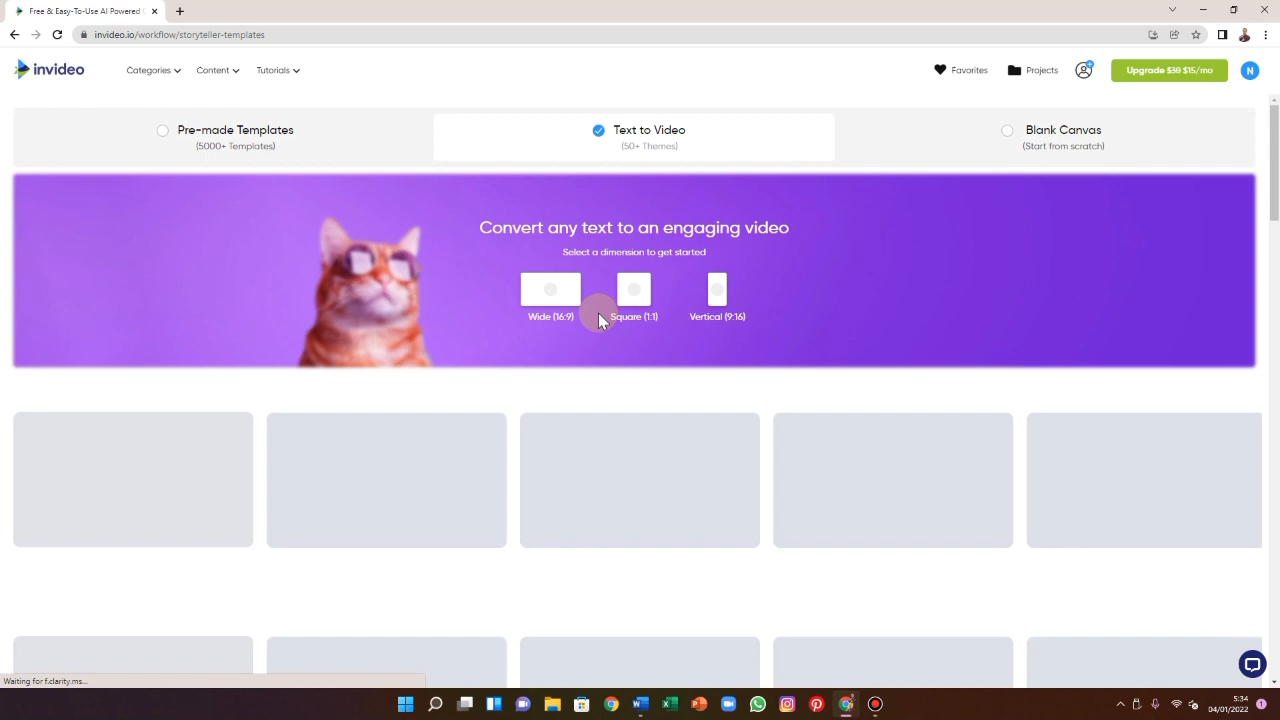 Free & Easy-To-Use AI Powered
invideo.io/workflow/storyteller-templates
invideo
Categories
Content
Tutorials
Favorites
Projects
Upgrade $30 $15/mo
N
Pre-made Templates
(5000+ Templates)
Text to Video
(50+ Themes)
Blank Canvas
(Start from scratch)
Convert any text to an engaging video
Select a dimension to get started
Wide (16:9)
Square (1:1)
Vertical (9:16)
Waiting for f.clarity.ms...
5:34
04/01/2022